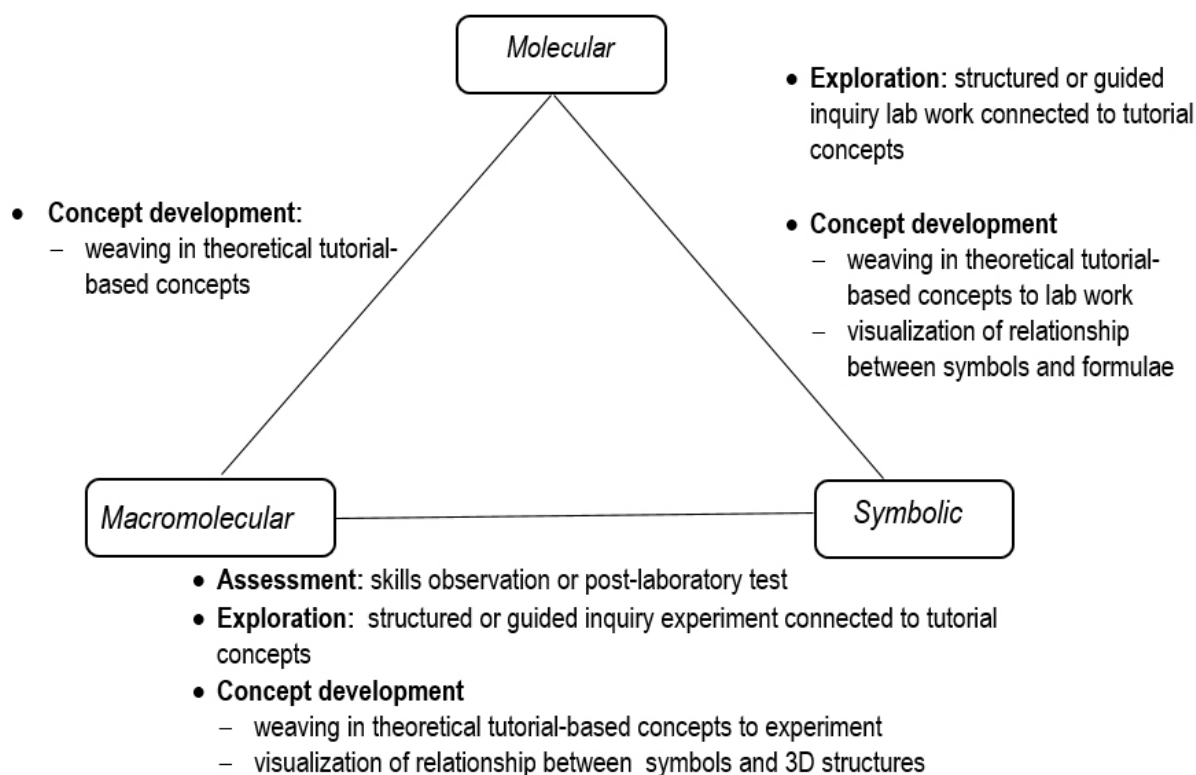 Molecular
• Exploration: structured or guided
inquiry lab work connected to tutorial
concepts
• Concept development:
– weaving in theoretical tutorial-
based concepts
• Concept development
– weaving in theoretical tutorial-
based concepts to lab work
– visualization of relationship
between symbols and formulae
Macromolecular
Symbolic
• Assessment: skills observation or post-laboratory test
• Exploration: structured or guided inquiry experiment connected to tutorial
concepts
• Concept development
– weaving in theoretical tutorial-based concepts to experiment
– visualization of relationship between symbols and 3D structures